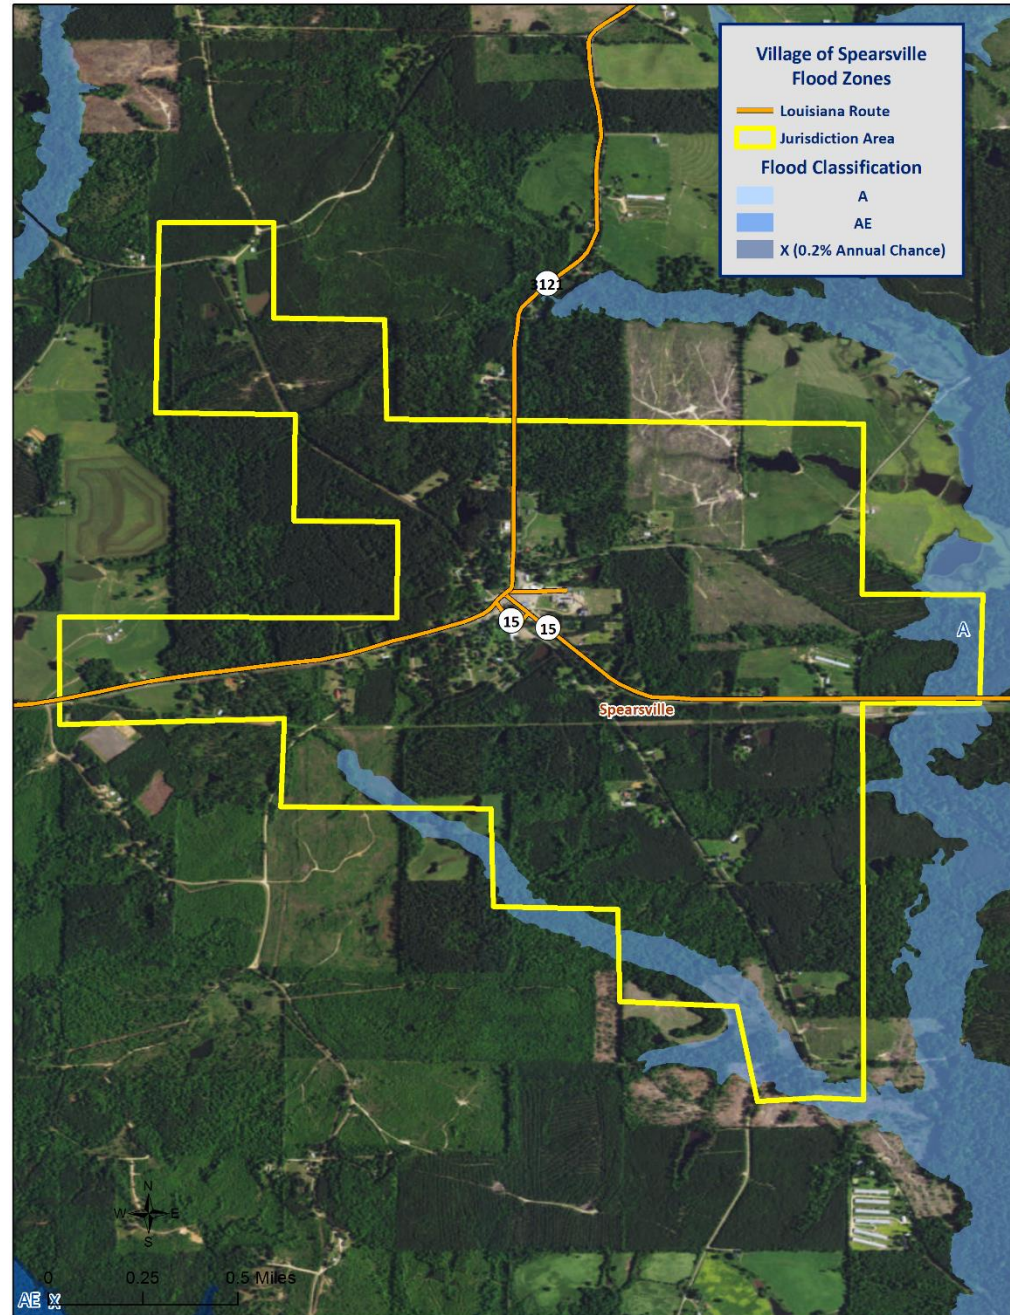 Village of Spearsville
Flood Zones
Louisiana Route
Jurisdiction Area
Flood Classification
A
AE
X (0.2% Annual Chance)
3121
15
15
A
Spearsville
N
W E
S
0 0.25 0.5 Miles
AE X